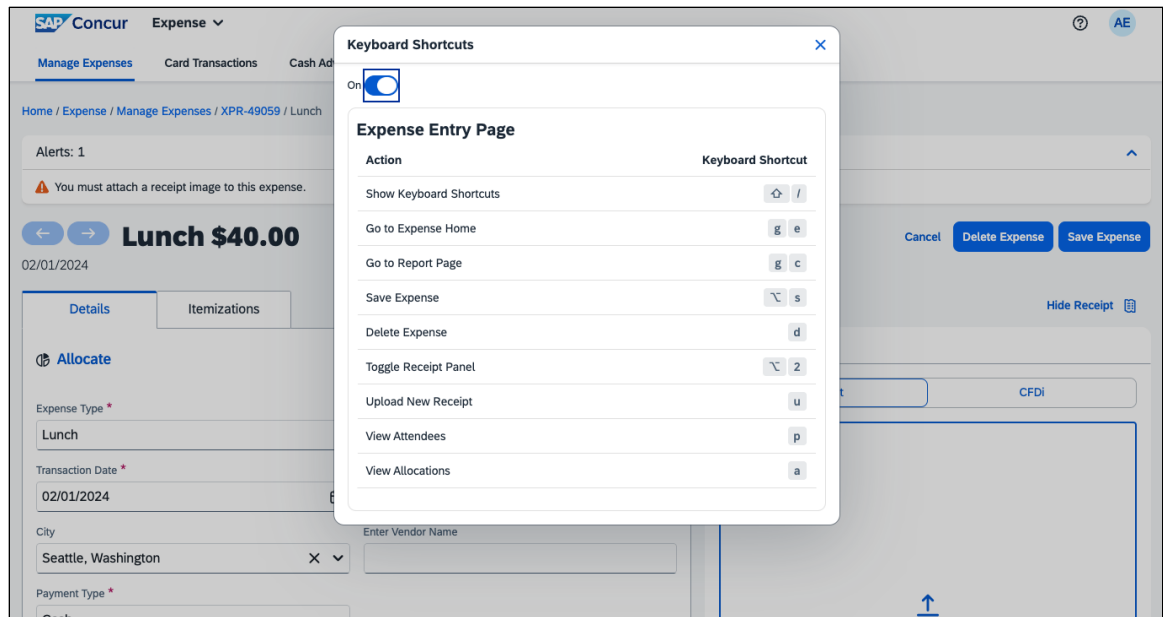 SAP Concur Expense
AE
Manage Expenses Card Transactions Cash Ad
Home / Expense / Manage Expenses / XPR-49059 / Lunch
Alerts: 1
You must attach a receipt image to this expense.
Lunch $40.00
02/01/2024
Cancel Delete Expense Save Expense
Details Itemizations
Hide Receipt
Allocate
Expense Type *
Lunch
Transaction Date *
02/01/2024
City
Seattle, Washington
Enter Vendor Name
Payment Type *
CFDi
Keyboard Shortcuts
On
Expense Entry Page
Action Keyboard Shortcut
Show Keyboard Shortcuts ⇧ /
Go to Expense Home g e
Go to Report Page g c
Save Expense ⌥ s
Delete Expense d
Toggle Receipt Panel ⌥ 2
Upload New Receipt u
View Attendees p
View Allocations a